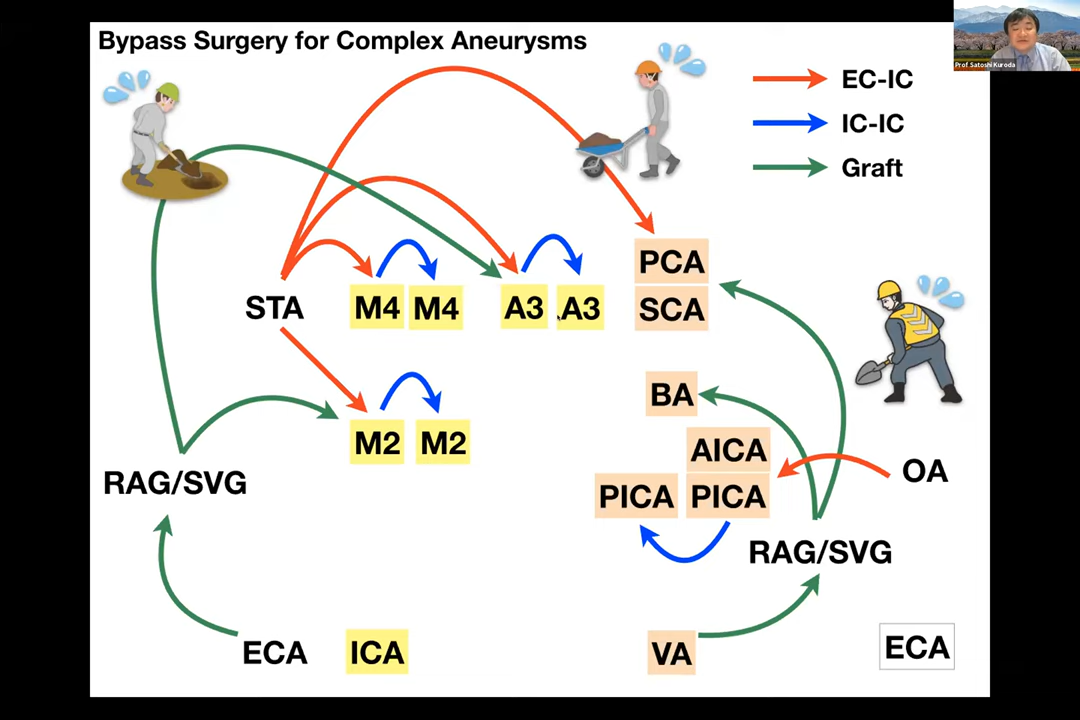 Bypass Surgery for Complex Aneurysms
Prof Satoshi Kuroda
EC-IC
IC-IC
Graft
STA
M4 M4
A3 A3
PCA
SCA
M2 M2
BA
AICA
PICA PICA
OA
RAG/SVG
RAG/SVG
ECA
ICA
VA
ECA